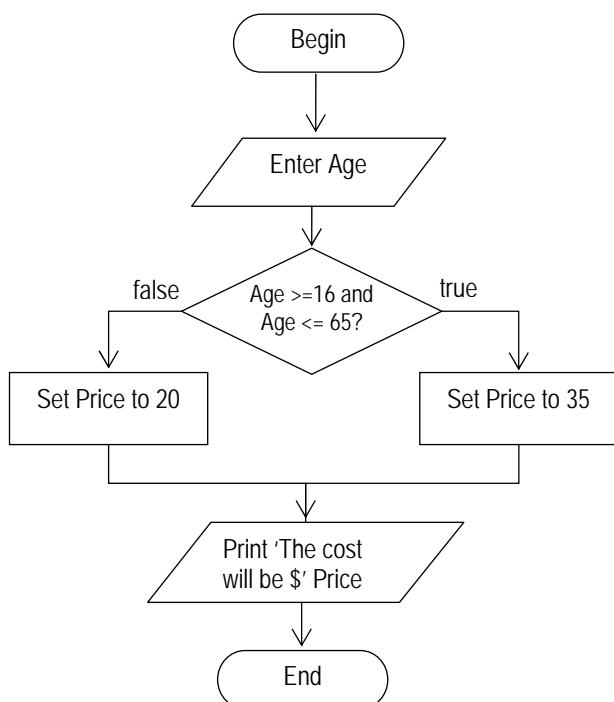 Begin
Enter Age
false
Age >=16 and
Age <= 65?
true
Set Price to 20
Set Price to 35
Print ‘The cost
will be $’ Price
End